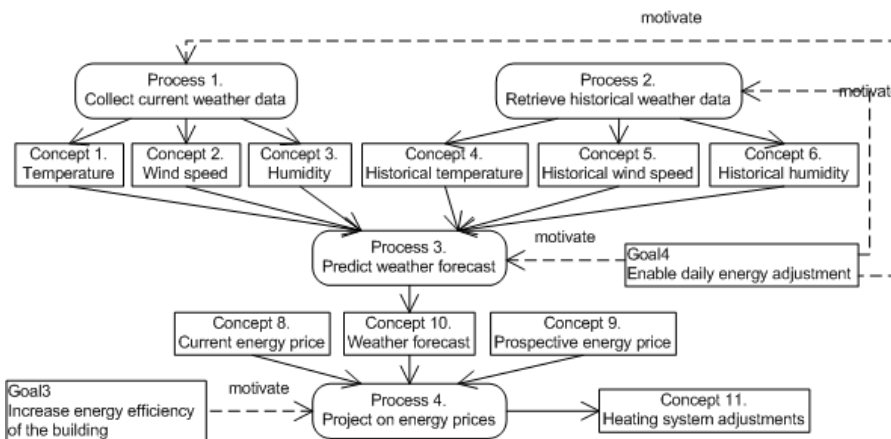 motivate
Process 1.
Collect current weather data
Process 2.
Retrieve historical weather data
motivate
Concept 1.
Temperature
Concept 2.
Wind speed
Concept 3.
Humidity
Concept 4.
Historical temperature
Concept 5.
Historical wind speed
Concept 6.
Historical humidity
Process 3.
Predict weather forecast
motivate
Goal4
Enable daily energy adjustment
Concept 8.
Current energy price
Concept 10.
Weather forecast
Concept 9.
Prospective energy price
Goal3
Increase energy efficiency
of the building
motivate
Process 4.
Project on energy prices
Concept 11.
Heating system adjustments